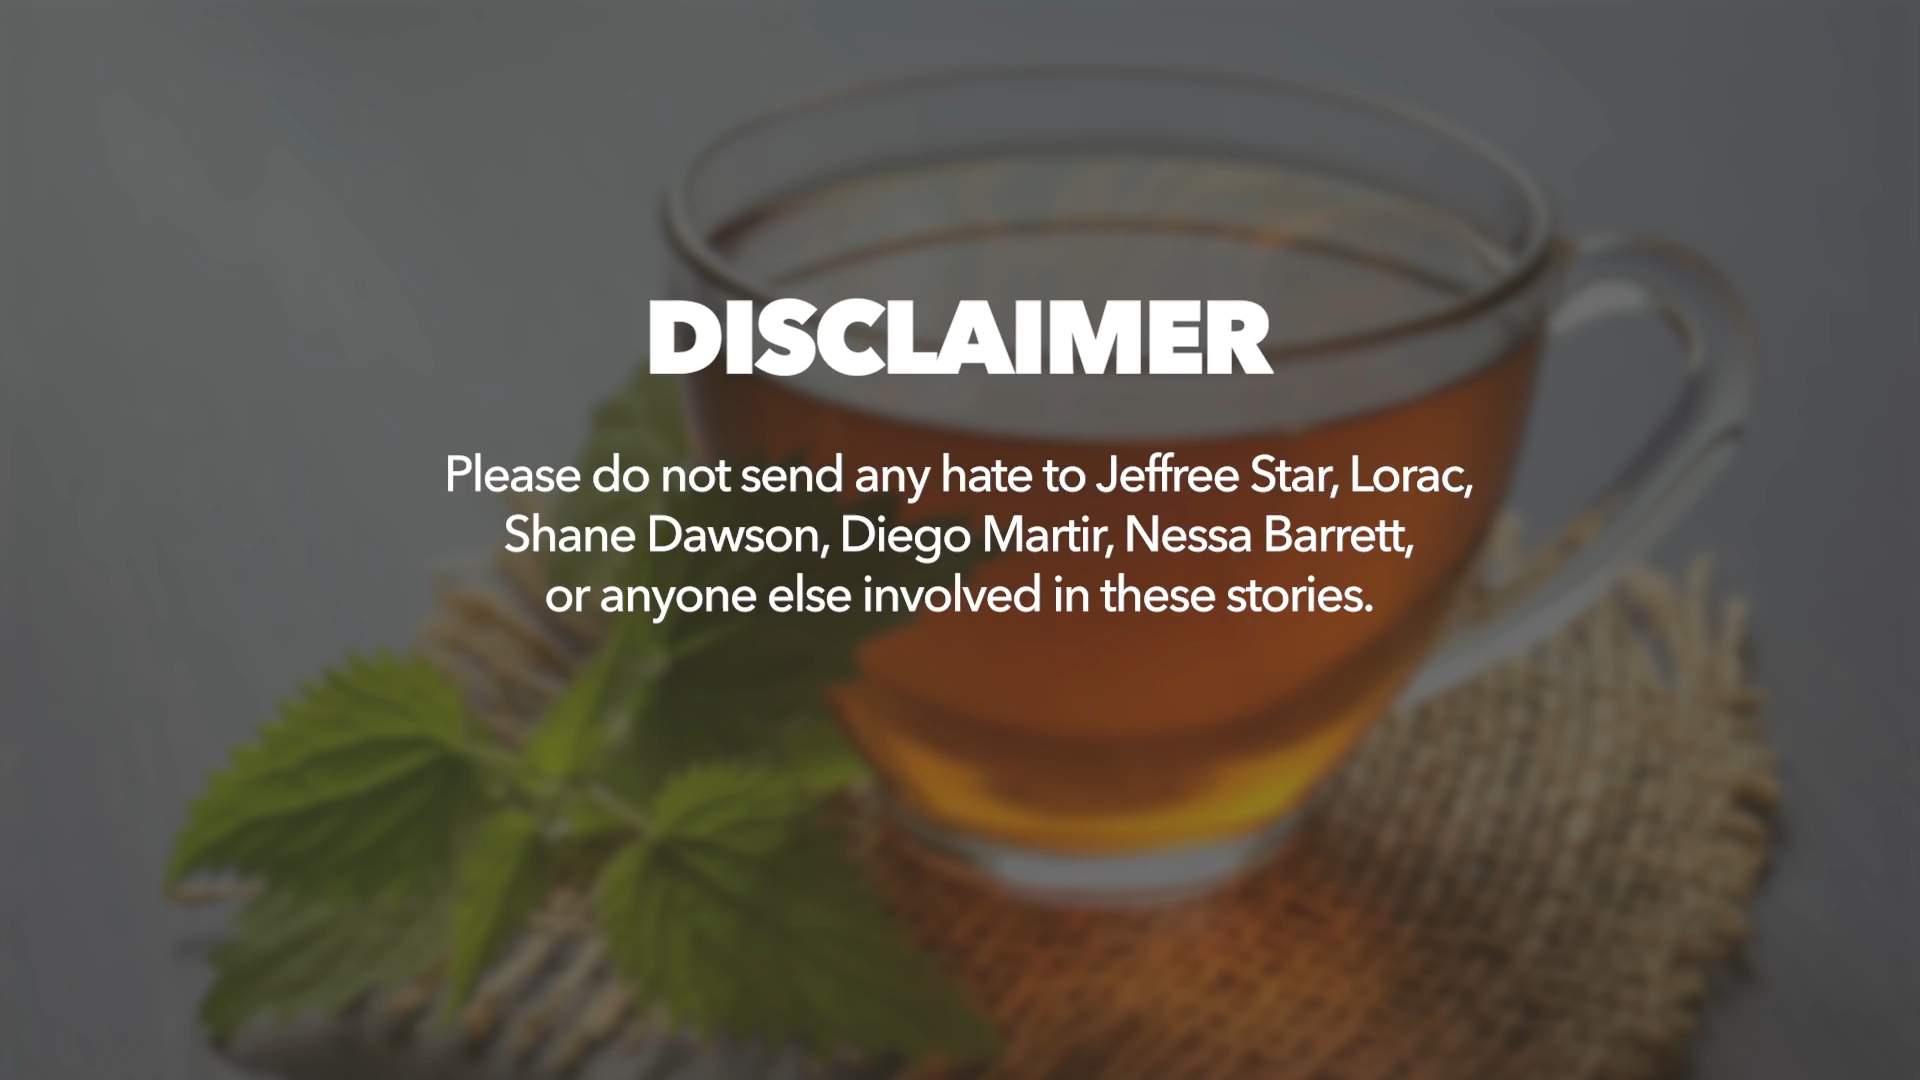 DISCLAIMER
Please do not send any hate to Jeffree Star, Lorac,
Shane Dawson, Diego Martir, Nessa Barrett,
or anyone else involved in these stories.